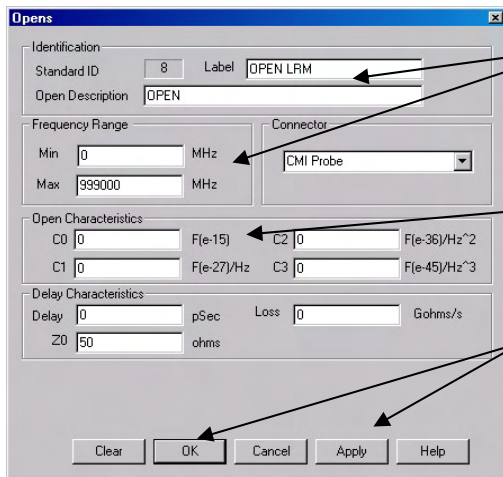 Opens
Identification
Standard ID 8 Label OPEN LRM
Open Description OPEN
Frequency Range
Min 0 MHz
Max 999000 MHz
Connector
CMI Probe
Open Characteristics
C0 0 F(e-15) C2 0 F(e-36)/Hz^2
C1 0 F(e-27)/Hz C3 0 F(e-45)/Hz^3
Delay Characteristics
Delay 0 pSec Loss 0 Gohms/s
Z0 50 ohms
Clear OK Cancel Apply Help